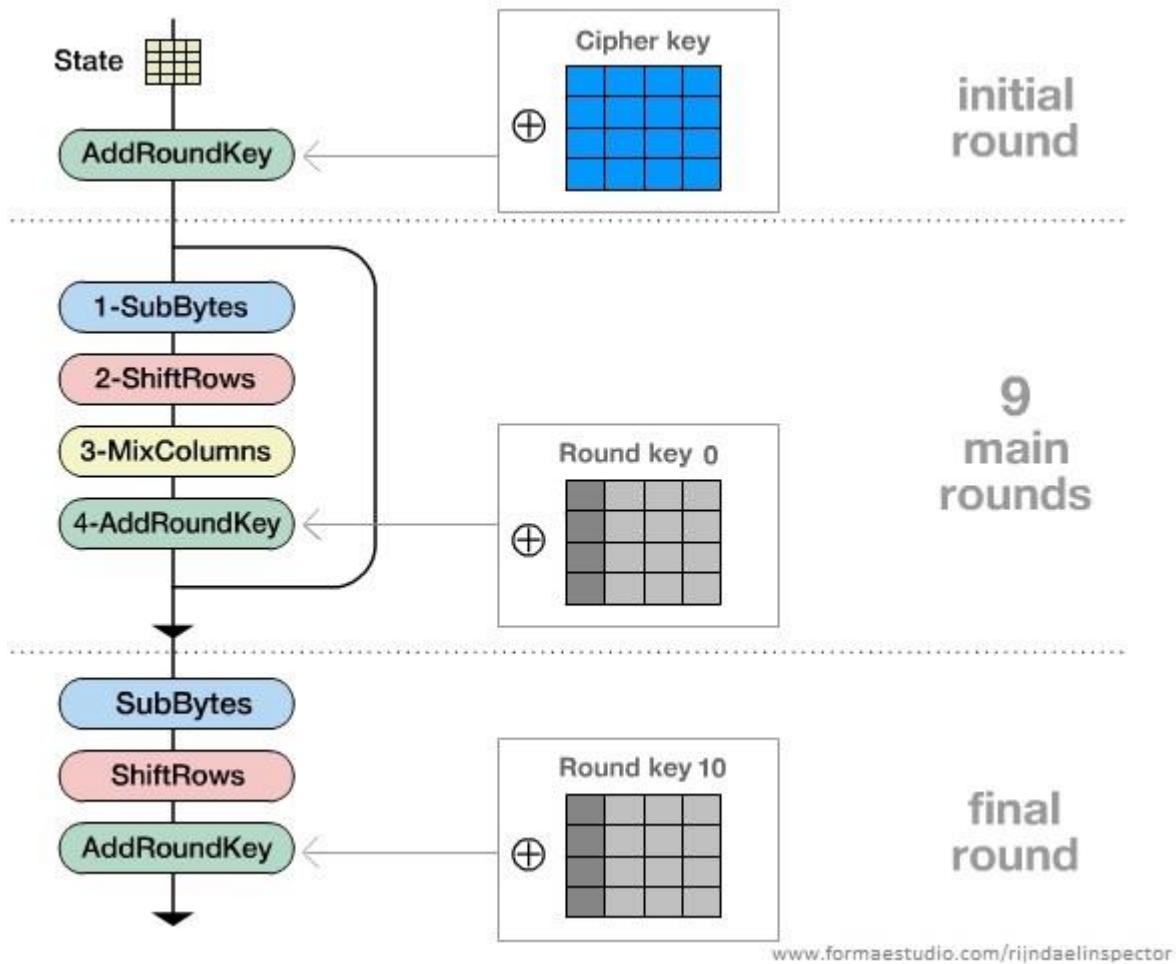 State
Cipher key
initial
round
AddRoundKey
1-SubBytes
2-ShiftRows
3-MixColumns
4-AddRoundKey
Round key 0
9
main
rounds
SubBytes
ShiftRows
AddRoundKey
Round key 10
final
round
www.formaestudio.com/rijndaelinspector